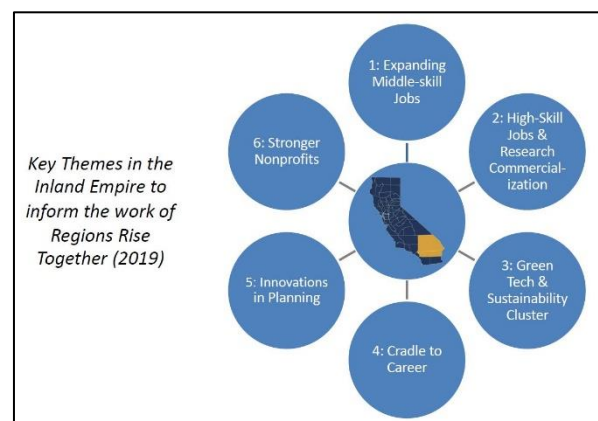 Key Themes in the
Inland Empire to
inform the work of
Regions Rise
Together (2019)
1: Expanding
Middle-skill
Jobs
2: High-Skill
Jobs &
Research
Commercial-
ization
3: Green
Tech &
Sustainability
Cluster
4: Cradle to
Career
5: Innovations
in Planning
6: Stronger
Nonprofits